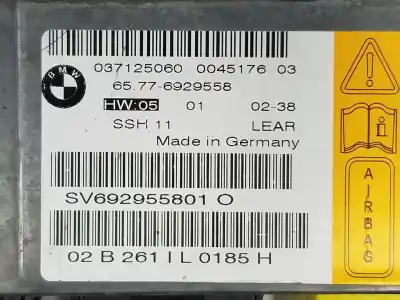 BMW
037125060 0045176 03
65.77-6929558
HW:05 01 02-38
SSH 11 LEAR
Made in Germany
SV692955801 O
02 B 261 I L 0185 H
i
AIRBAG